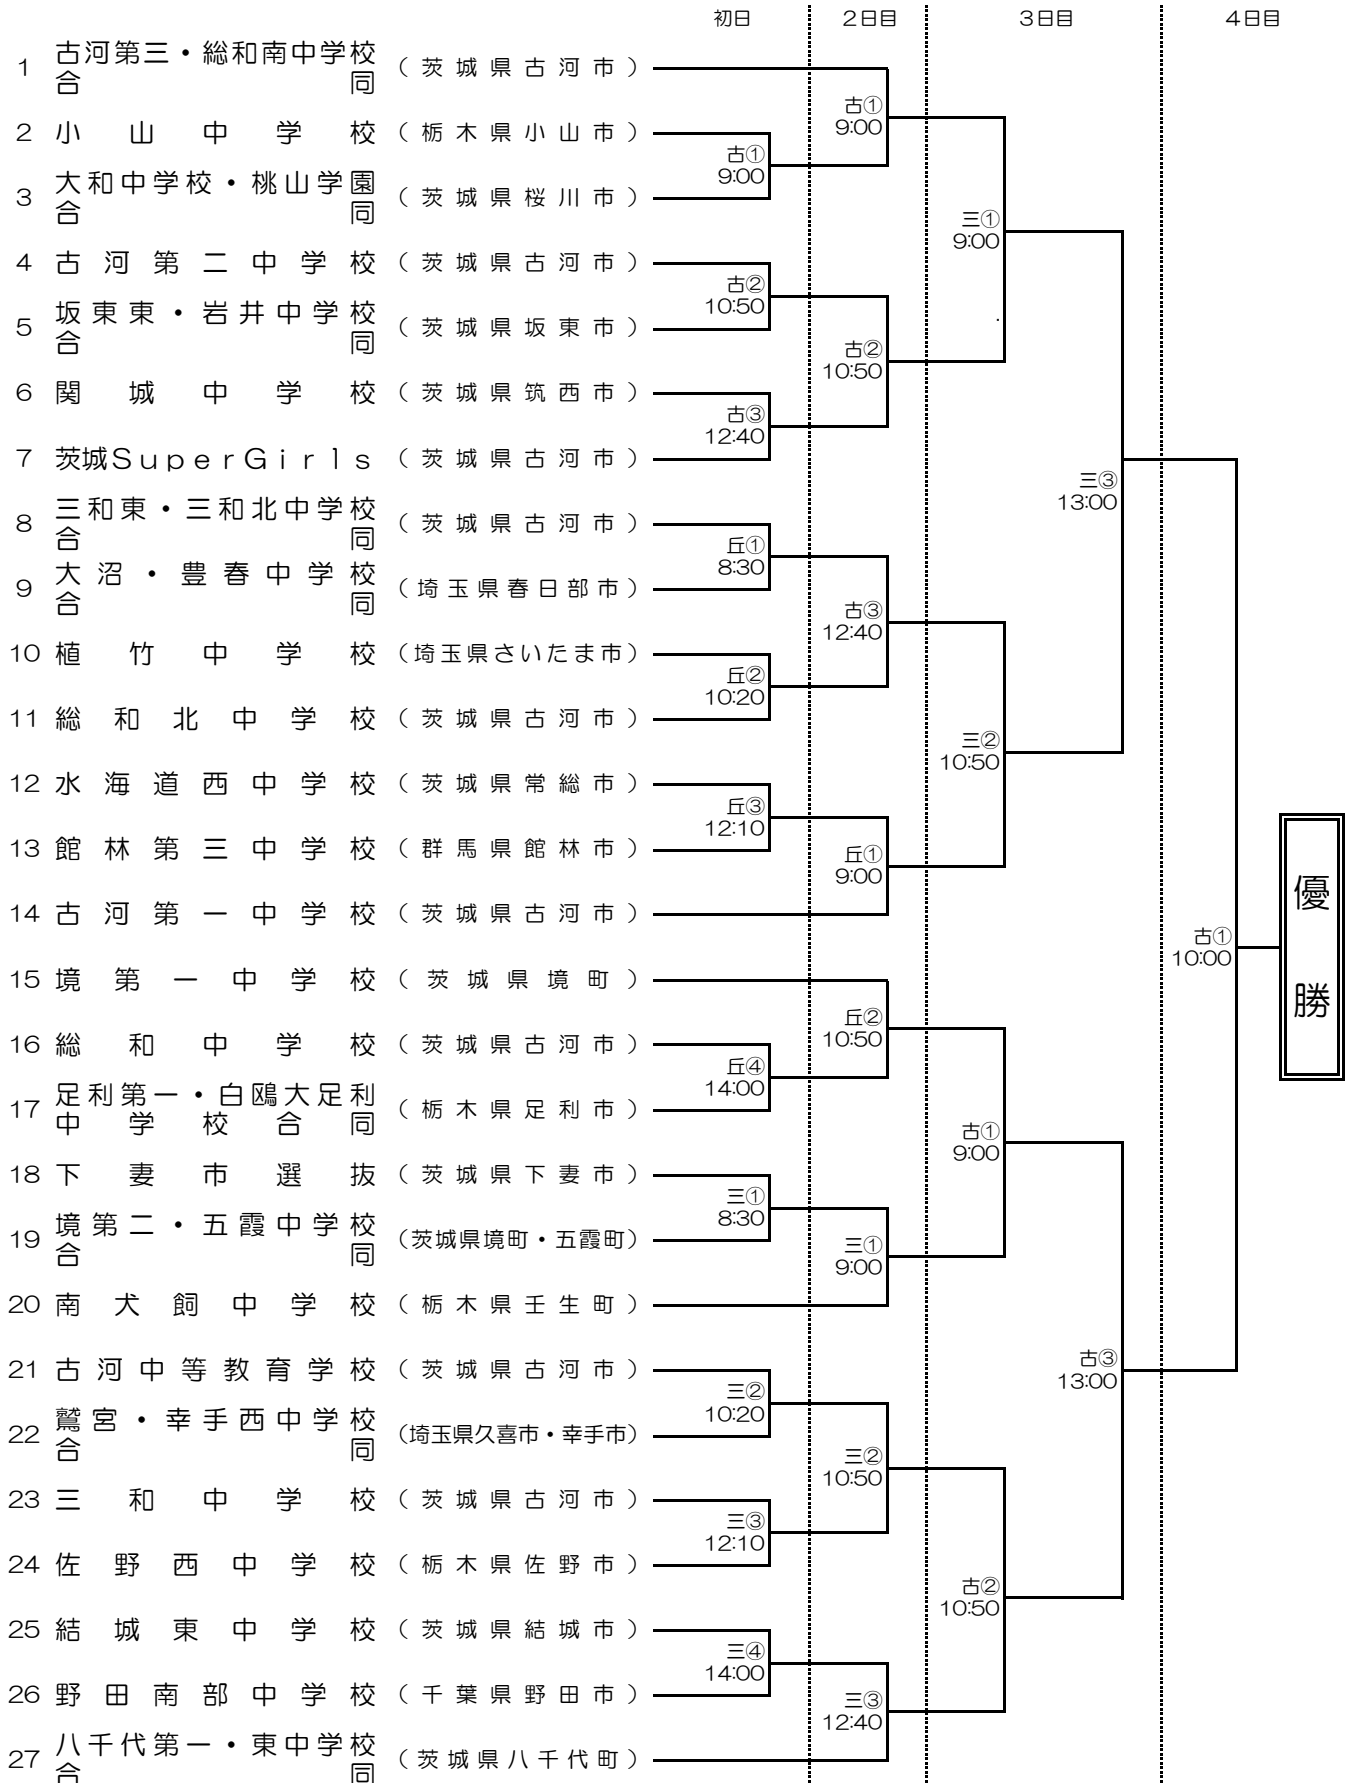 初日 2日目 3日目 4日目
1 古河第三・総和南中学校合同 (茨城県古河市)
古①
9:00
2 小山中学校 (栃木県小山市)
古①
9:00
3 大和中学校・桃山学園合同 (茨城県桜川市)
三①
9:00
4 古河第二中学校 (茨城県古河市)
古②
10:50
5 坂東東・岩井中学校合同 (茨城県坂東市)
古②
10:50
6 関城中学校 (茨城県筑西市)
古③
12:40
7 茨城SuperGirls (茨城県古河市)
三③
13:00
8 三和東・三和北中学校合同 (茨城県古河市)
丘①
8:30
9 大沼・豊春中学校合同 (埼玉県春日部市)
古③
12:40
10 植竹中学校 (埼玉県さいたま市)
丘②
10:20
11 総和北中学校 (茨城県古河市)
三②
10:50
12 水海道西中学校 (茨城県常総市)
丘③
12:10
13 館林第三中学校 (群馬県館林市)
丘①
9:00
14 古河第一中学校 (茨城県古河市)
古①
10:00
優勝
15 境第一中学校 (茨城県境町)
丘②
10:50
16 総和中学校 (茨城県古河市)
丘④
14:00
17 足利第一・白鴎大足利中学校合同 (栃木県足利市)
古①
9:00
18 下妻市選抜 (茨城県下妻市)
三①
8:30
19 境第二・五霞中学校合同 (茨城県境町・五霞町)
三①
9:00
20 南犬飼中学校 (栃木県壬生町)
21 古河中等教育学校 (茨城県古河市)
古③
13:00
三②
10:20
22 鷲宮・幸手西中学校合同 (埼玉県久喜市・幸手市)
三②
10:50
23 三和中学校 (茨城県古河市)
三③
12:10
24 佐野西中学校 (栃木県佐野市)
古②
10:50
25 結城東中学校 (茨城県結城市)
三④
14:00
26 野田南部中学校 (千葉県野田市)
三③
12:40
27 八千代第一・東中学校合同 (茨城県八千代町)